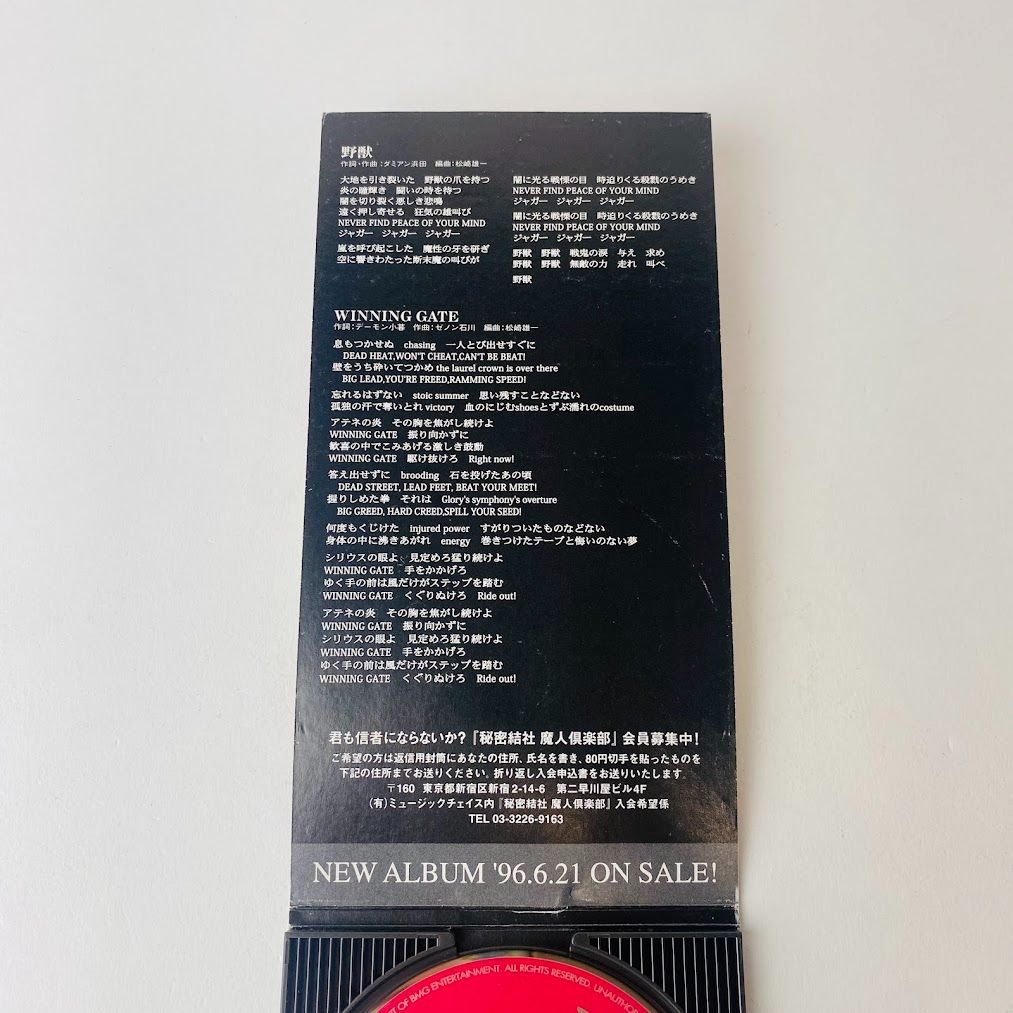 野獣
作詞・作曲：ダミアン浜田　編曲：松崎雄一
大地を引き裂いた　野獣の爪を持つ
炎の瞳輝き　闘いの時を待つ
闇を切り裂く悪しき悲鳴
遠く押し寄せる　狂気の雄叫び
NEVER FIND PEACE OF YOUR MIND
ジャガー　ジャガー　ジャガー
嵐を呼び起こした　魔性の牙を研ぎ
空に響きわたった断末魔の叫びが
闇に光る戦慄の目　時迫りくる殺戮のうめき
NEVER FIND PEACE OF YOUR MIND
ジャガー　ジャガー　ジャガー
闇に光る戦慄の目　時迫りくる殺戮のうめき
NEVER FIND PEACE OF YOUR MIND
ジャガー　ジャガー　ジャガー
野獣　野獣　戦鬼の涙　与え　求め
野獣　野獣　無敵の力　走れ　叫べ
野獣
WINNING GATE
作詞：デーモン小暮　作曲：ゼノン石川　編曲：松崎雄一
息もつかせぬ　chasing　一人とび出せすぐに
DEAD HEAT,WON'T CHEAT,CAN'T BE BEAT!
壁をうち砕いてつかめ the laurel crown is over there
BIG LEAD,YOU'RE FREED,RAMMING SPEED!
忘れるはずない　stoic summer　思い残すことなどない
孤独の汗で奪いとれ victory　血のにじむshoesとずぶ濡れのcostume
アテネの炎　その胸を焦がし続けよ
WINNING GATE　振り向かずに
歓喜の中でこみあげる激しき鼓動
WINNING GATE　駆け抜けろ　Right now!
答え出せずに　brooding　石を投げたあの頃
DEAD STREET, LEAD FEET, BEAT YOUR MEET!
握りしめた拳　それは　Glory's symphony's overture
BIG GREED, HARD CREED,SPILL YOUR SEED!
何度もくじけた　injured power　すがりついたものなどない
身体の中に沸きあがれ　energy　巻きつけたテープと悔いのない夢
シリウスの眼よ　見定めろ猛り続けよ
WINNING GATE　手をかかげろ
ゆく手の前は風だけがステップを踏む
WINNING GATE　くぐりぬけろ　Ride out!
アテネの炎　その胸を焦がし続けよ
WINNING GATE　振り向かずに
シリウスの眼よ　見定めろ猛り続けよ
WINNING GATE　手をかかげろ
ゆく手の前は風だけがステップを踏む
WINNING GATE　くぐりぬけろ　Ride out!
君も信者にならないか？『秘密結社 魔人倶楽部』会員募集中！
ご希望の方は返信用封筒にあなたの住所、氏名を書き、80円切手を貼ったものを
下記の住所までお送りください。折り返し入会申込書をお送りいたします。
〒160　東京都新宿区新宿2-14-6　第二早川屋ビル4F
(有)ミュージックチェイス内『秘密結社 魔人倶楽部』入会希望係
TEL 03-3226-9163
NEW ALBUM '96.6.21 ON SALE!
OF BMG ENTERTAINMENT. ALL RIGHTS RESERVED.